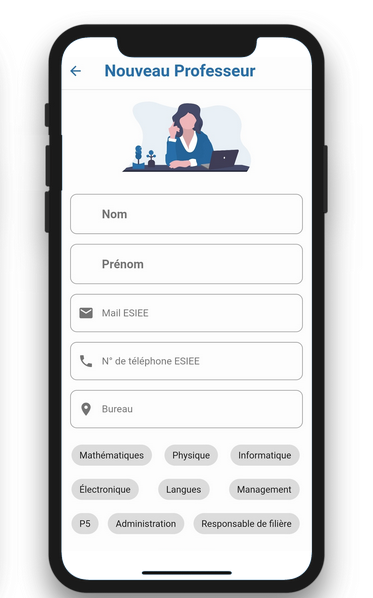 Nouveau Professeur
Nom
Prénom
Mail ESIEE
N° de téléphone ESIEE
Bureau
Mathématiques Physique Informatique
Électronique Langues Management
P5 Administration Responsable de filière